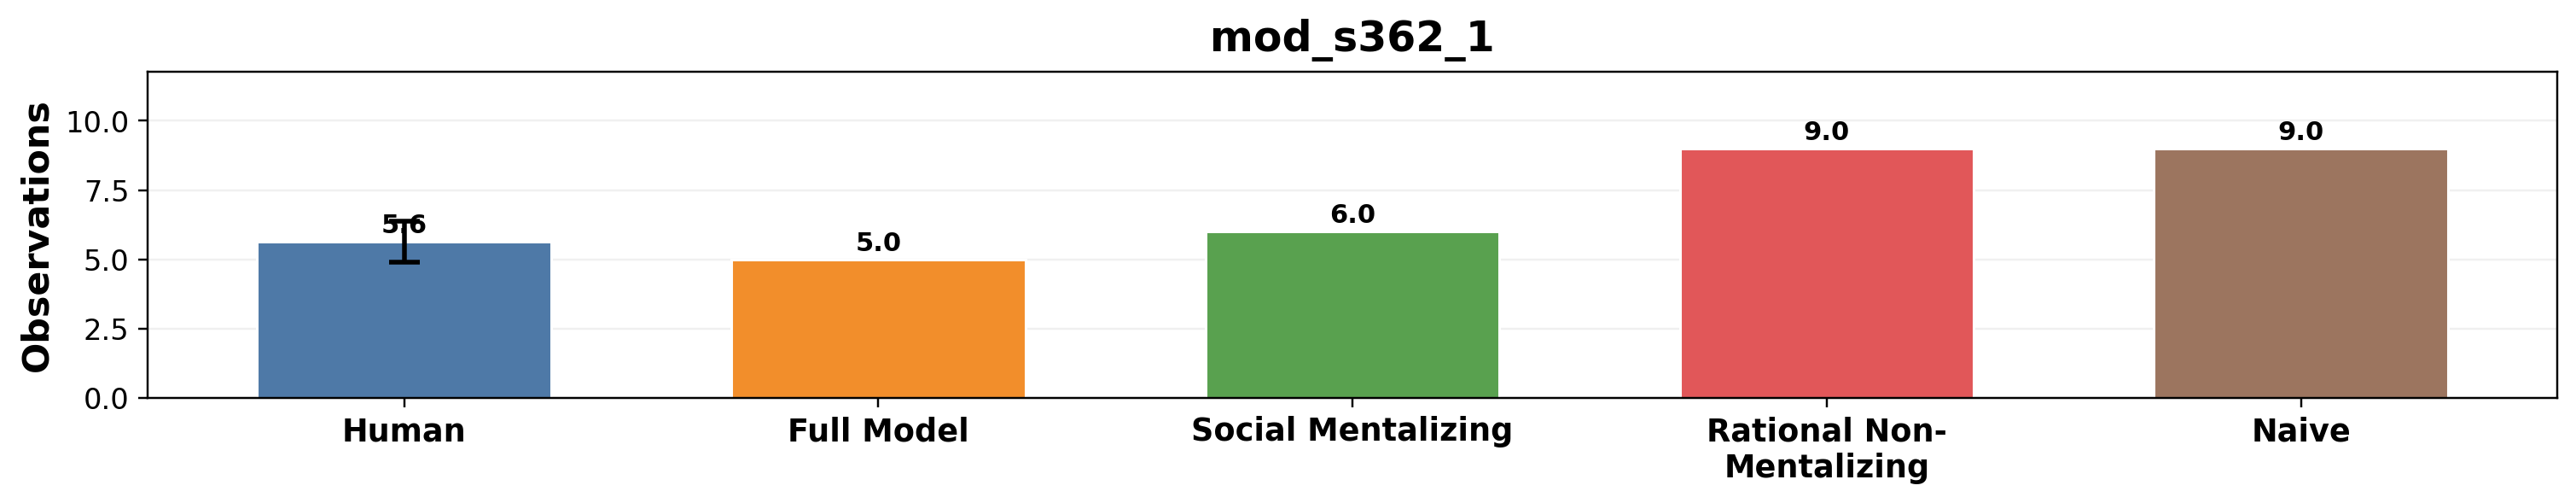 mod_s362_1
Observations
10.0
7.5
5.0
2.5
0.0
5.6
5.0
6.0
9.0
9.0
Human
Full Model
Social Mentalizing
Rational Non-
Mentalizing
Naive